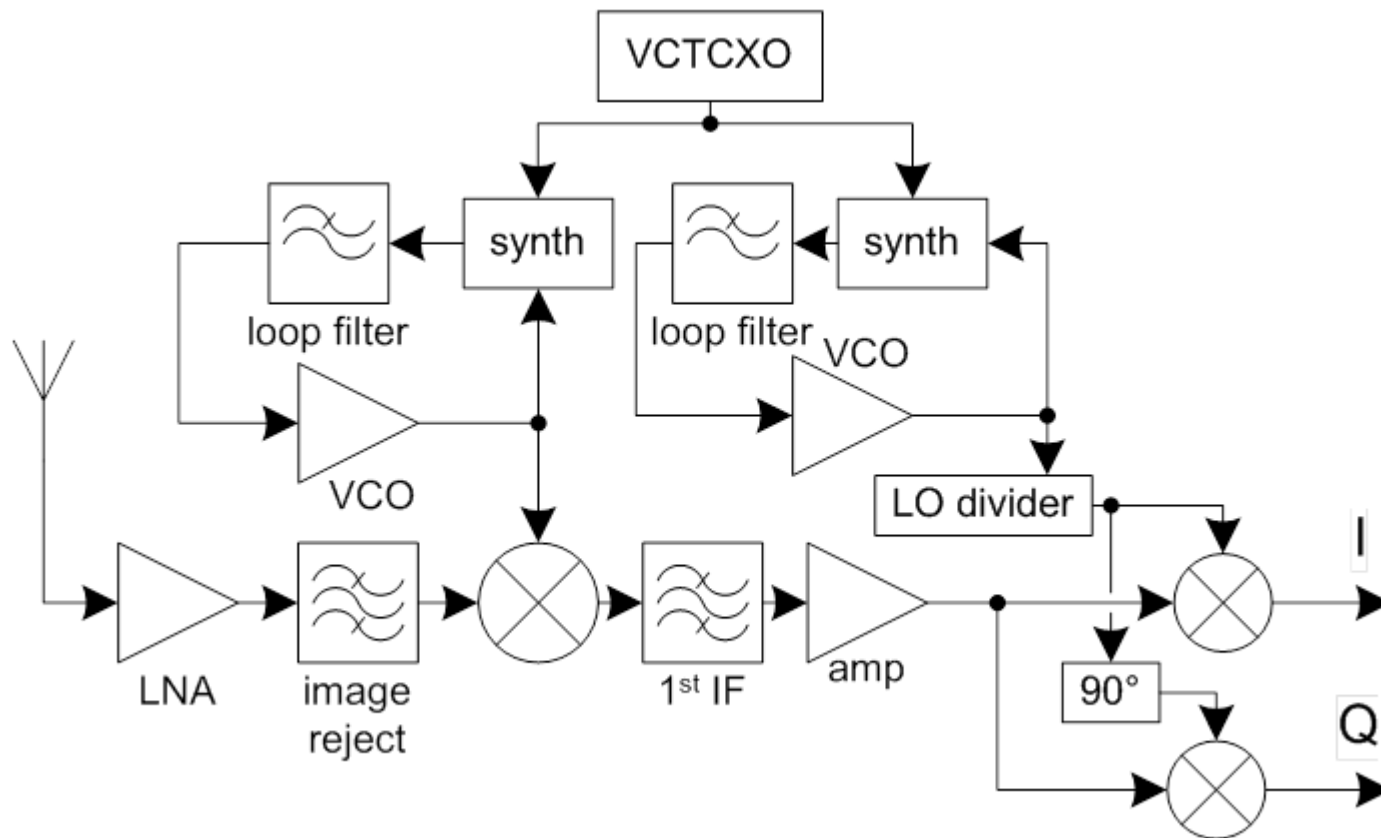 VCTCXO
synth
synth
loop filter
loop filter
VCO
VCO
LO divider
I
LNA
image
reject
1st IF
amp
90°
Q